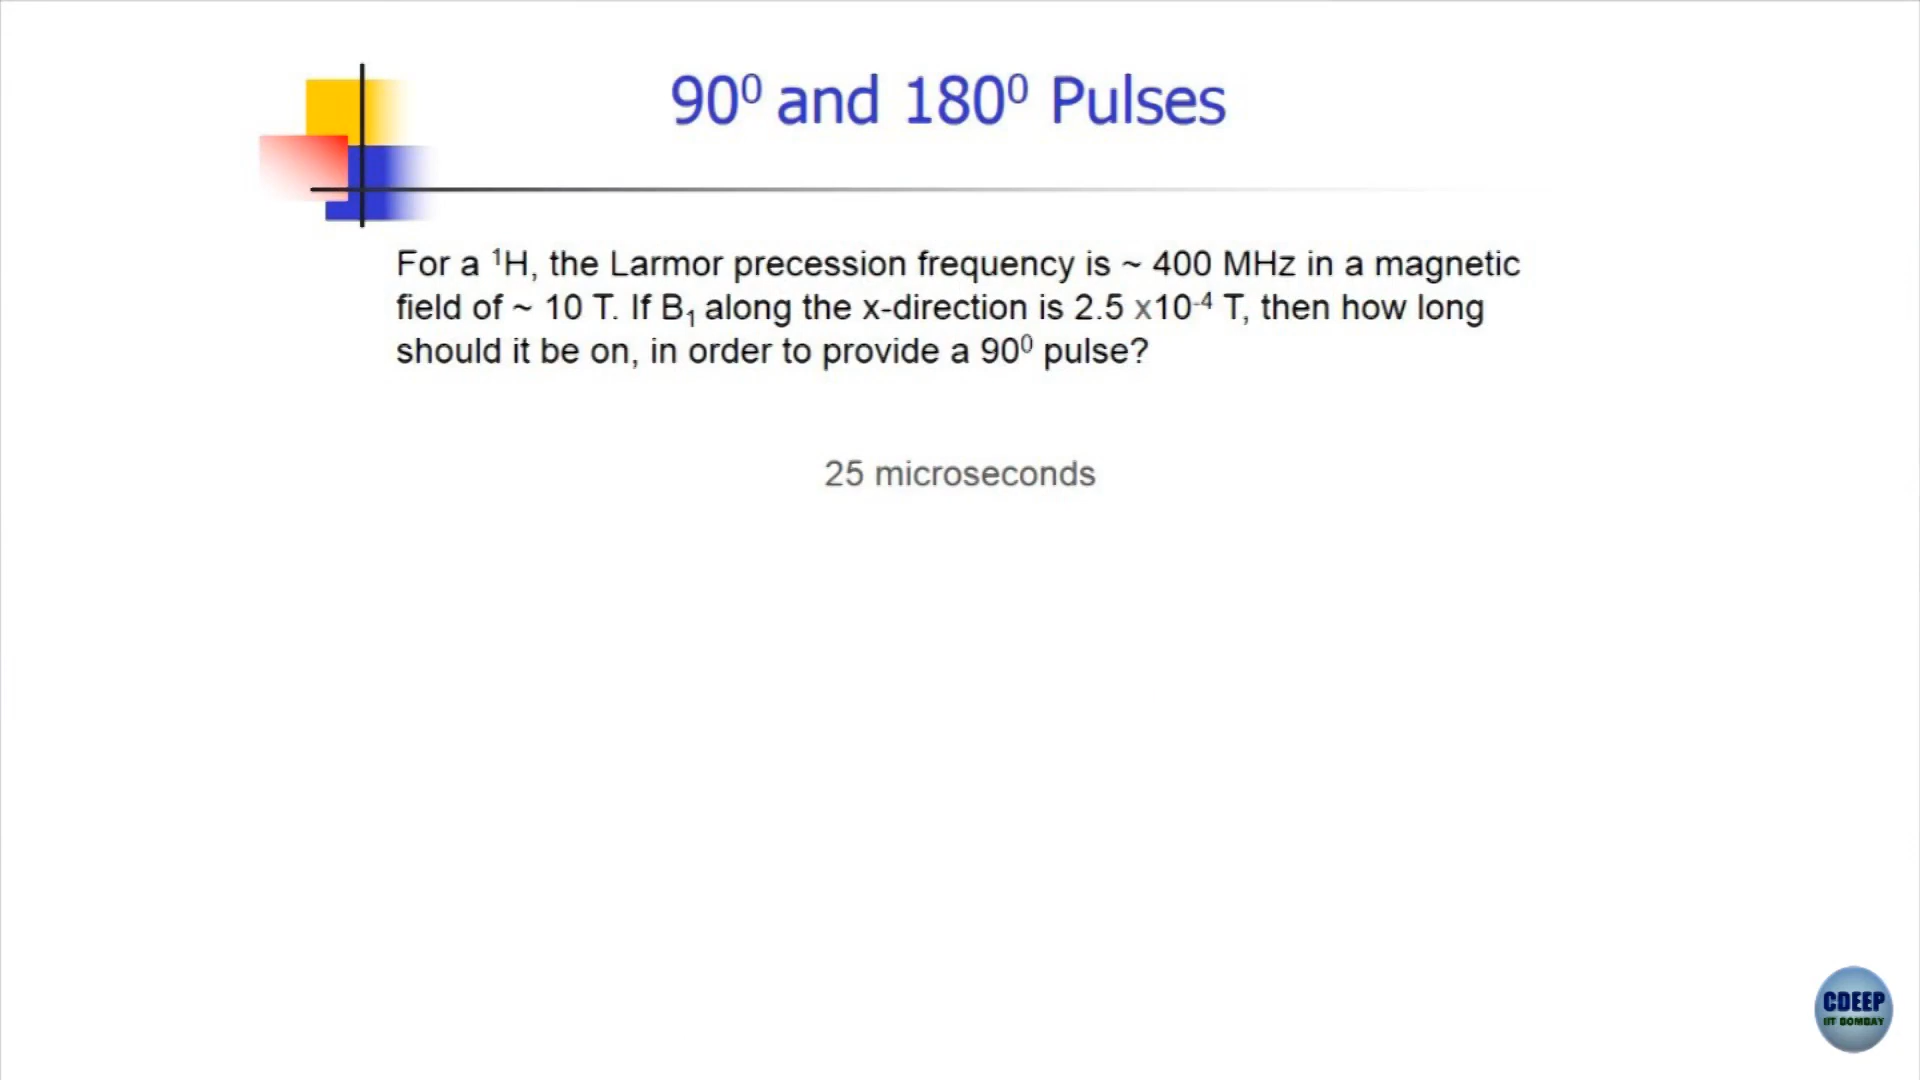 90⁰ and 180⁰ Pulses
For a ¹H, the Larmor precession frequency is ~ 400 MHz in a magnetic
field of ~ 10 T. If B₁ along the x-direction is 2.5 x10⁻⁴ T, then how long
should it be on, in order to provide a 90⁰ pulse?
25 microseconds
CDEEP
IIT BOMBAY